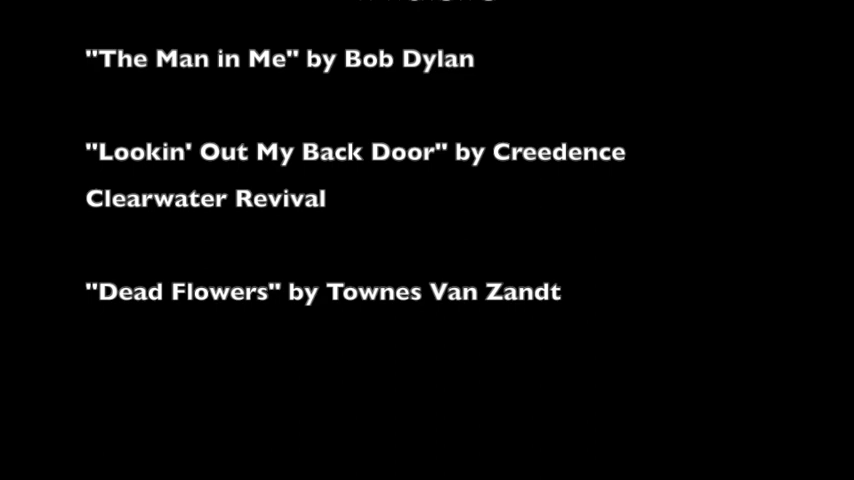 "The Man in Me" by Bob Dylan
"Lookin' Out My Back Door" by Creedence
Clearwater Revival
"Dead Flowers" by Townes Van Zandt